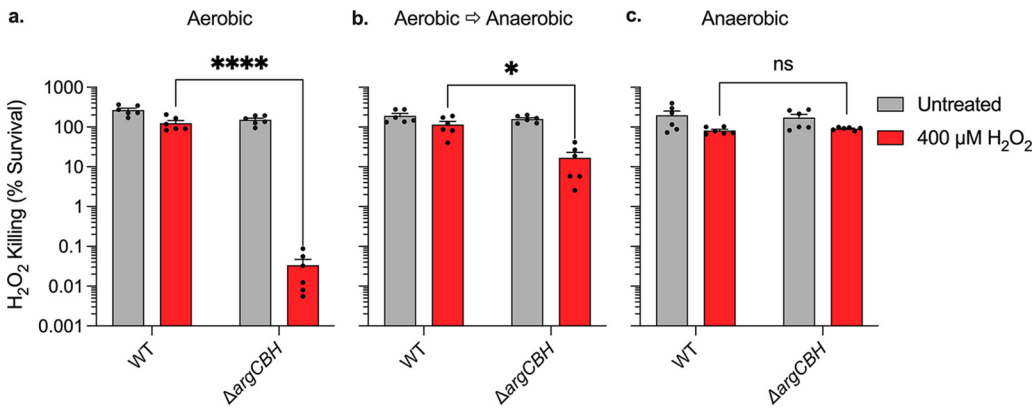 a. Aerobic
b. Aerobic ⇨ Anaerobic
c. Anaerobic
H₂O₂ Killing (% Survival)
1000
100
10
1
0.1
0.01
0.001
****
*
ns
WT
ΔargCBH
WT
ΔargCBH
WT
ΔargCBH
Untreated
400 µM H₂O₂